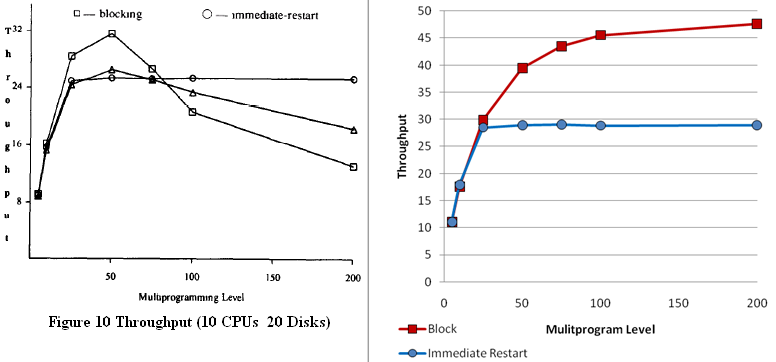 blocking
immediate-restart
Throughput
32
24
16
8
50
100
150
200
Multiprogramming Level
Figure 10 Throughput (10 CPUs 20 Disks)
50
45
40
35
30
25
20
15
10
5
0
Throughput
0
50
100
150
200
Mulitprogram Level
Block
Immediate Restart